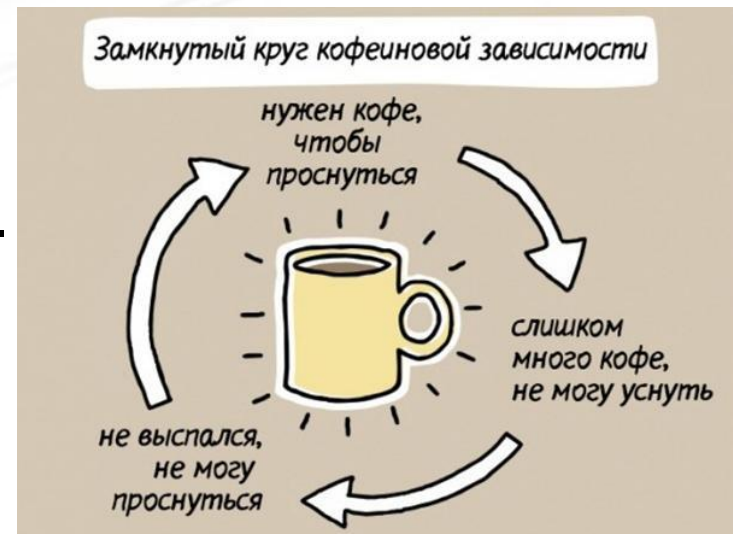 Замкнутый круг кофеиновой зависимости
нужен кофе,
чтобы
проснуться
слишком
много кофе,
не могу уснуть
не выспался,
не могу
проснуться